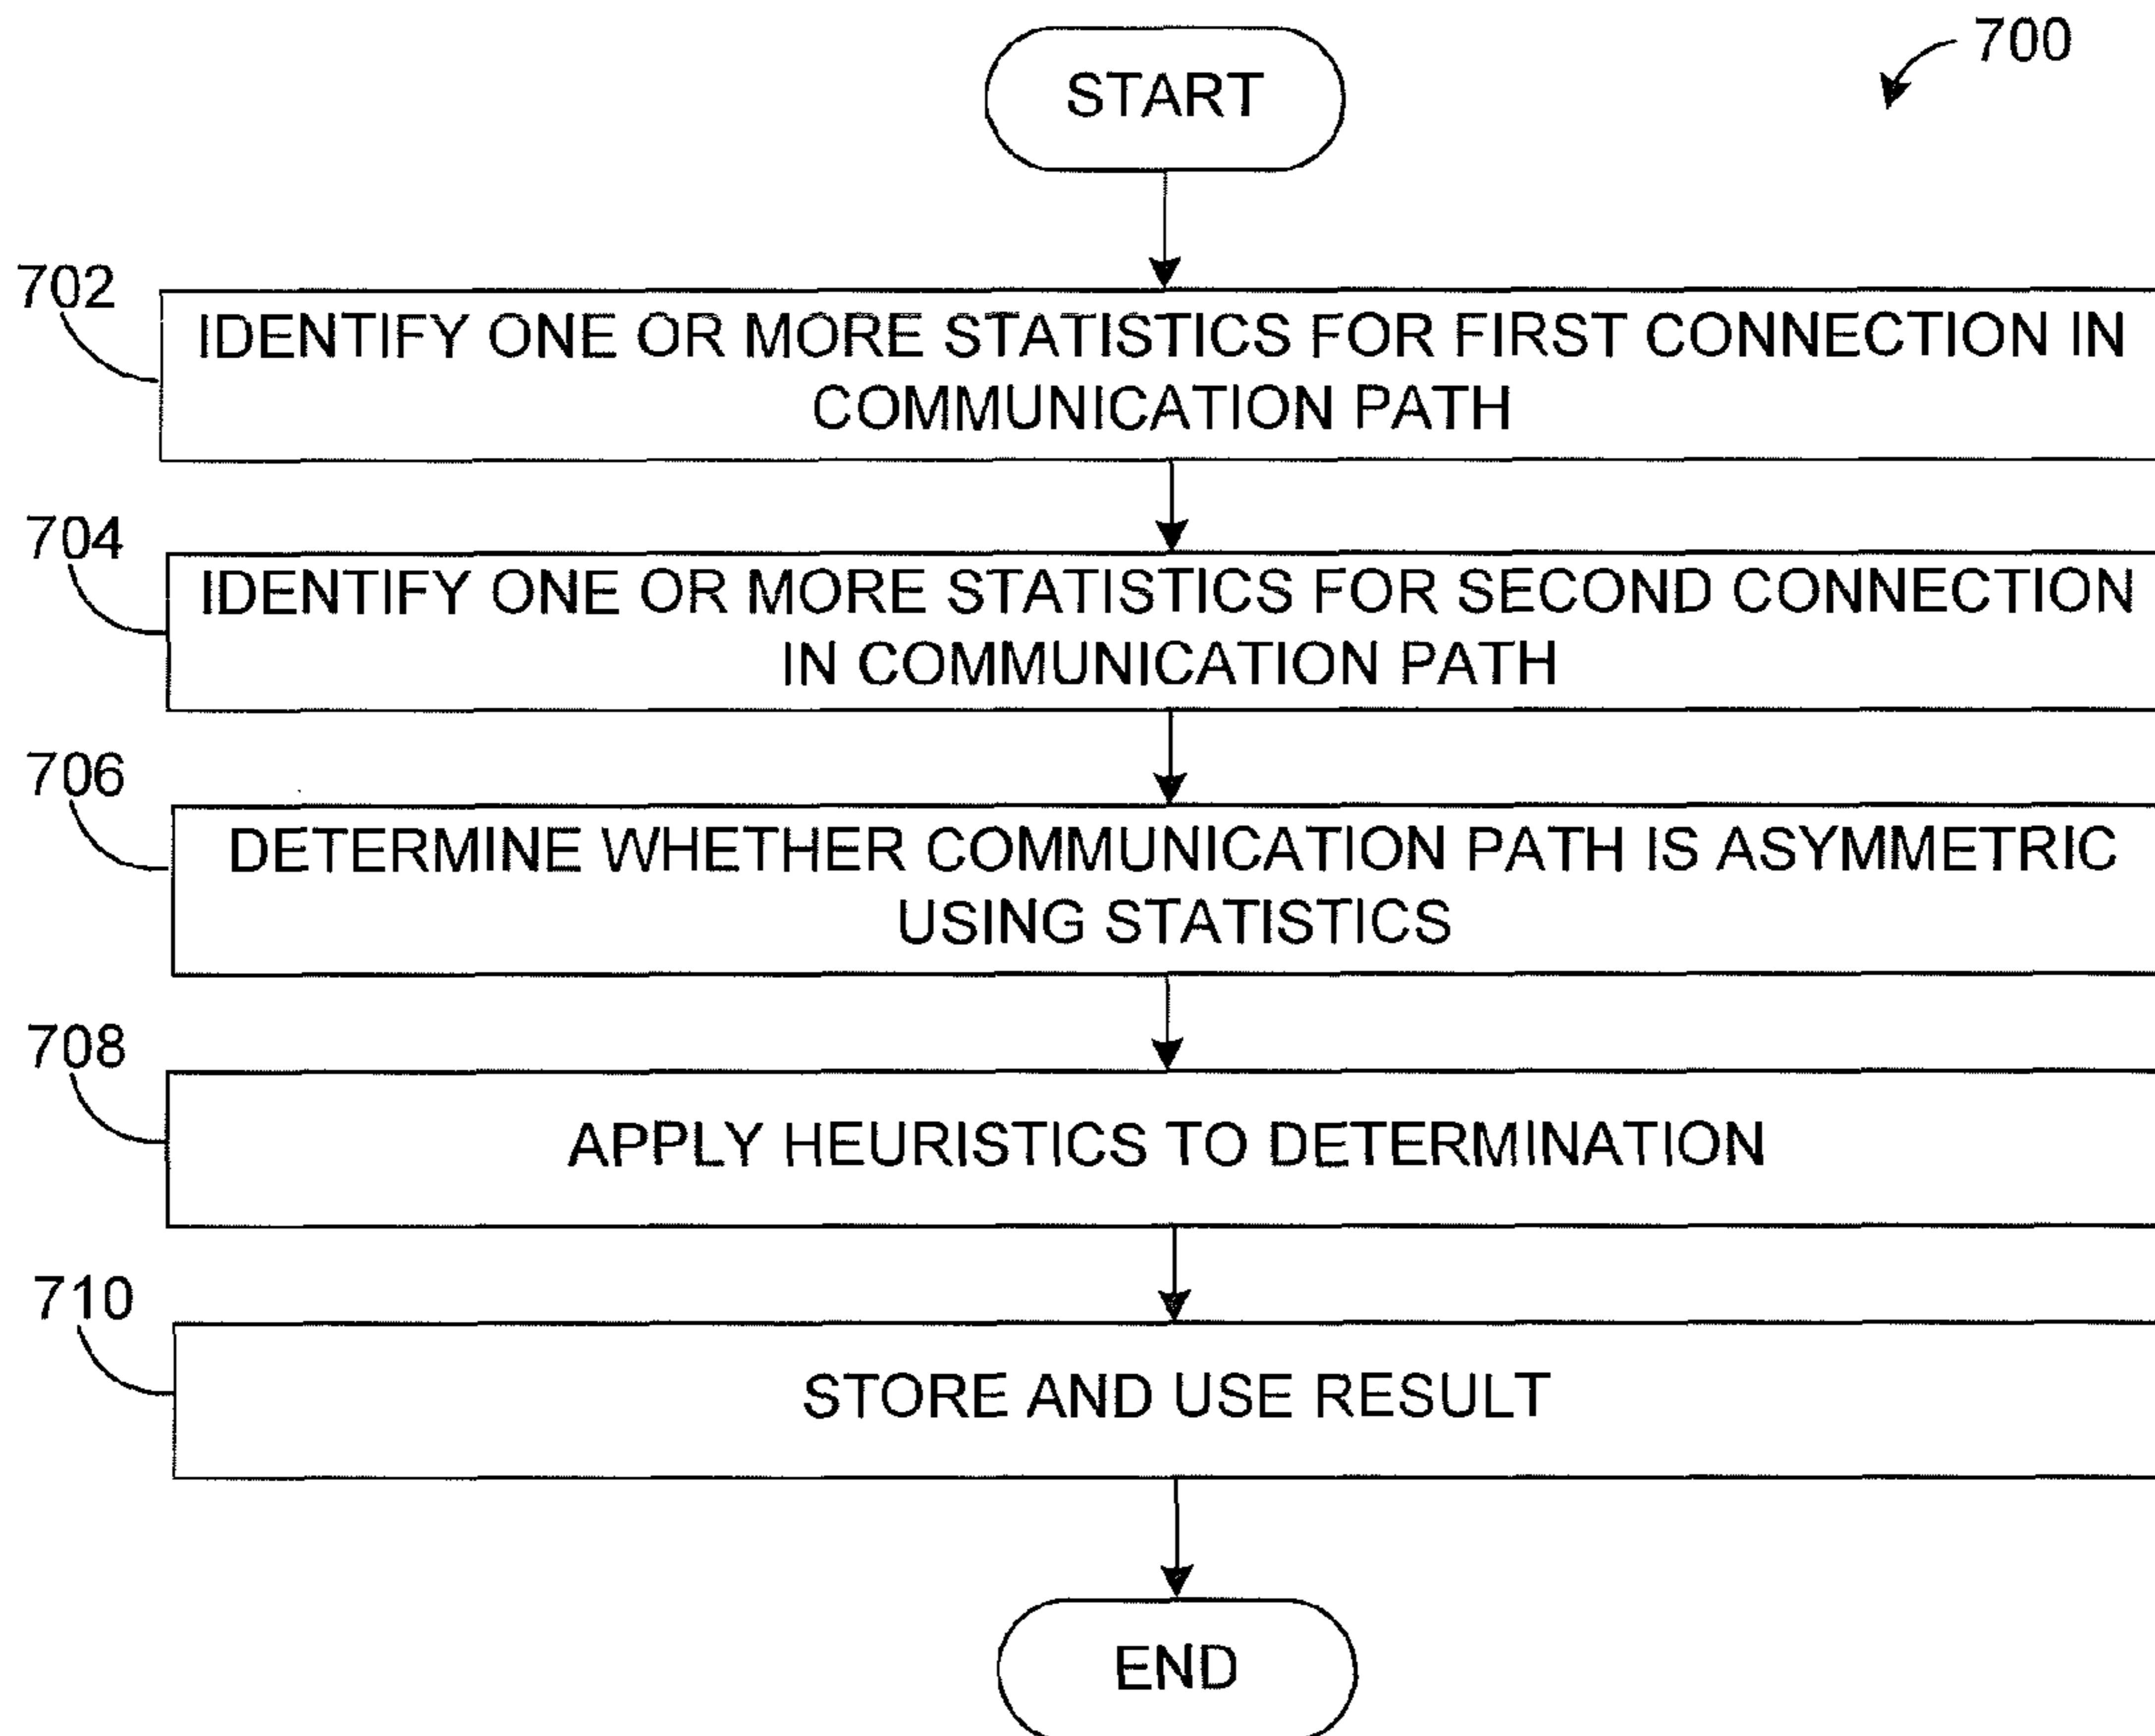 START
700
702
IDENTIFY ONE OR MORE STATISTICS FOR FIRST CONNECTION IN
COMMUNICATION PATH
704
IDENTIFY ONE OR MORE STATISTICS FOR SECOND CONNECTION
IN COMMUNICATION PATH
706
DETERMINE WHETHER COMMUNICATION PATH IS ASYMMETRIC
USING STATISTICS
708
APPLY HEURISTICS TO DETERMINATION
710
STORE AND USE RESULT
END